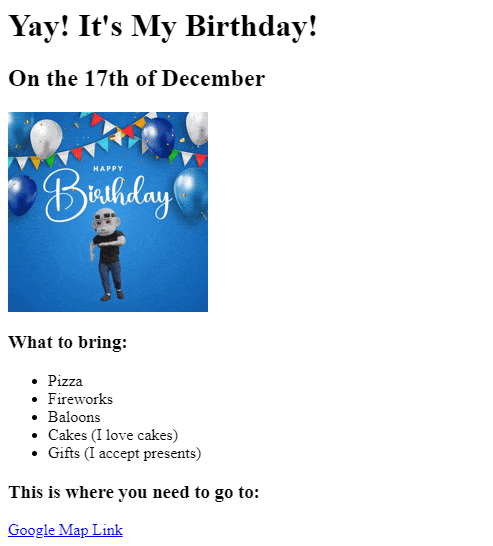 Yay! It's My Birthday!
On the 17th of December
HAPPY
Birthday
What to bring:
Pizza
Fireworks
Baloons
Cakes (I love cakes)
Gifts (I accept presents)
This is where you need to go to:
Google Map Link